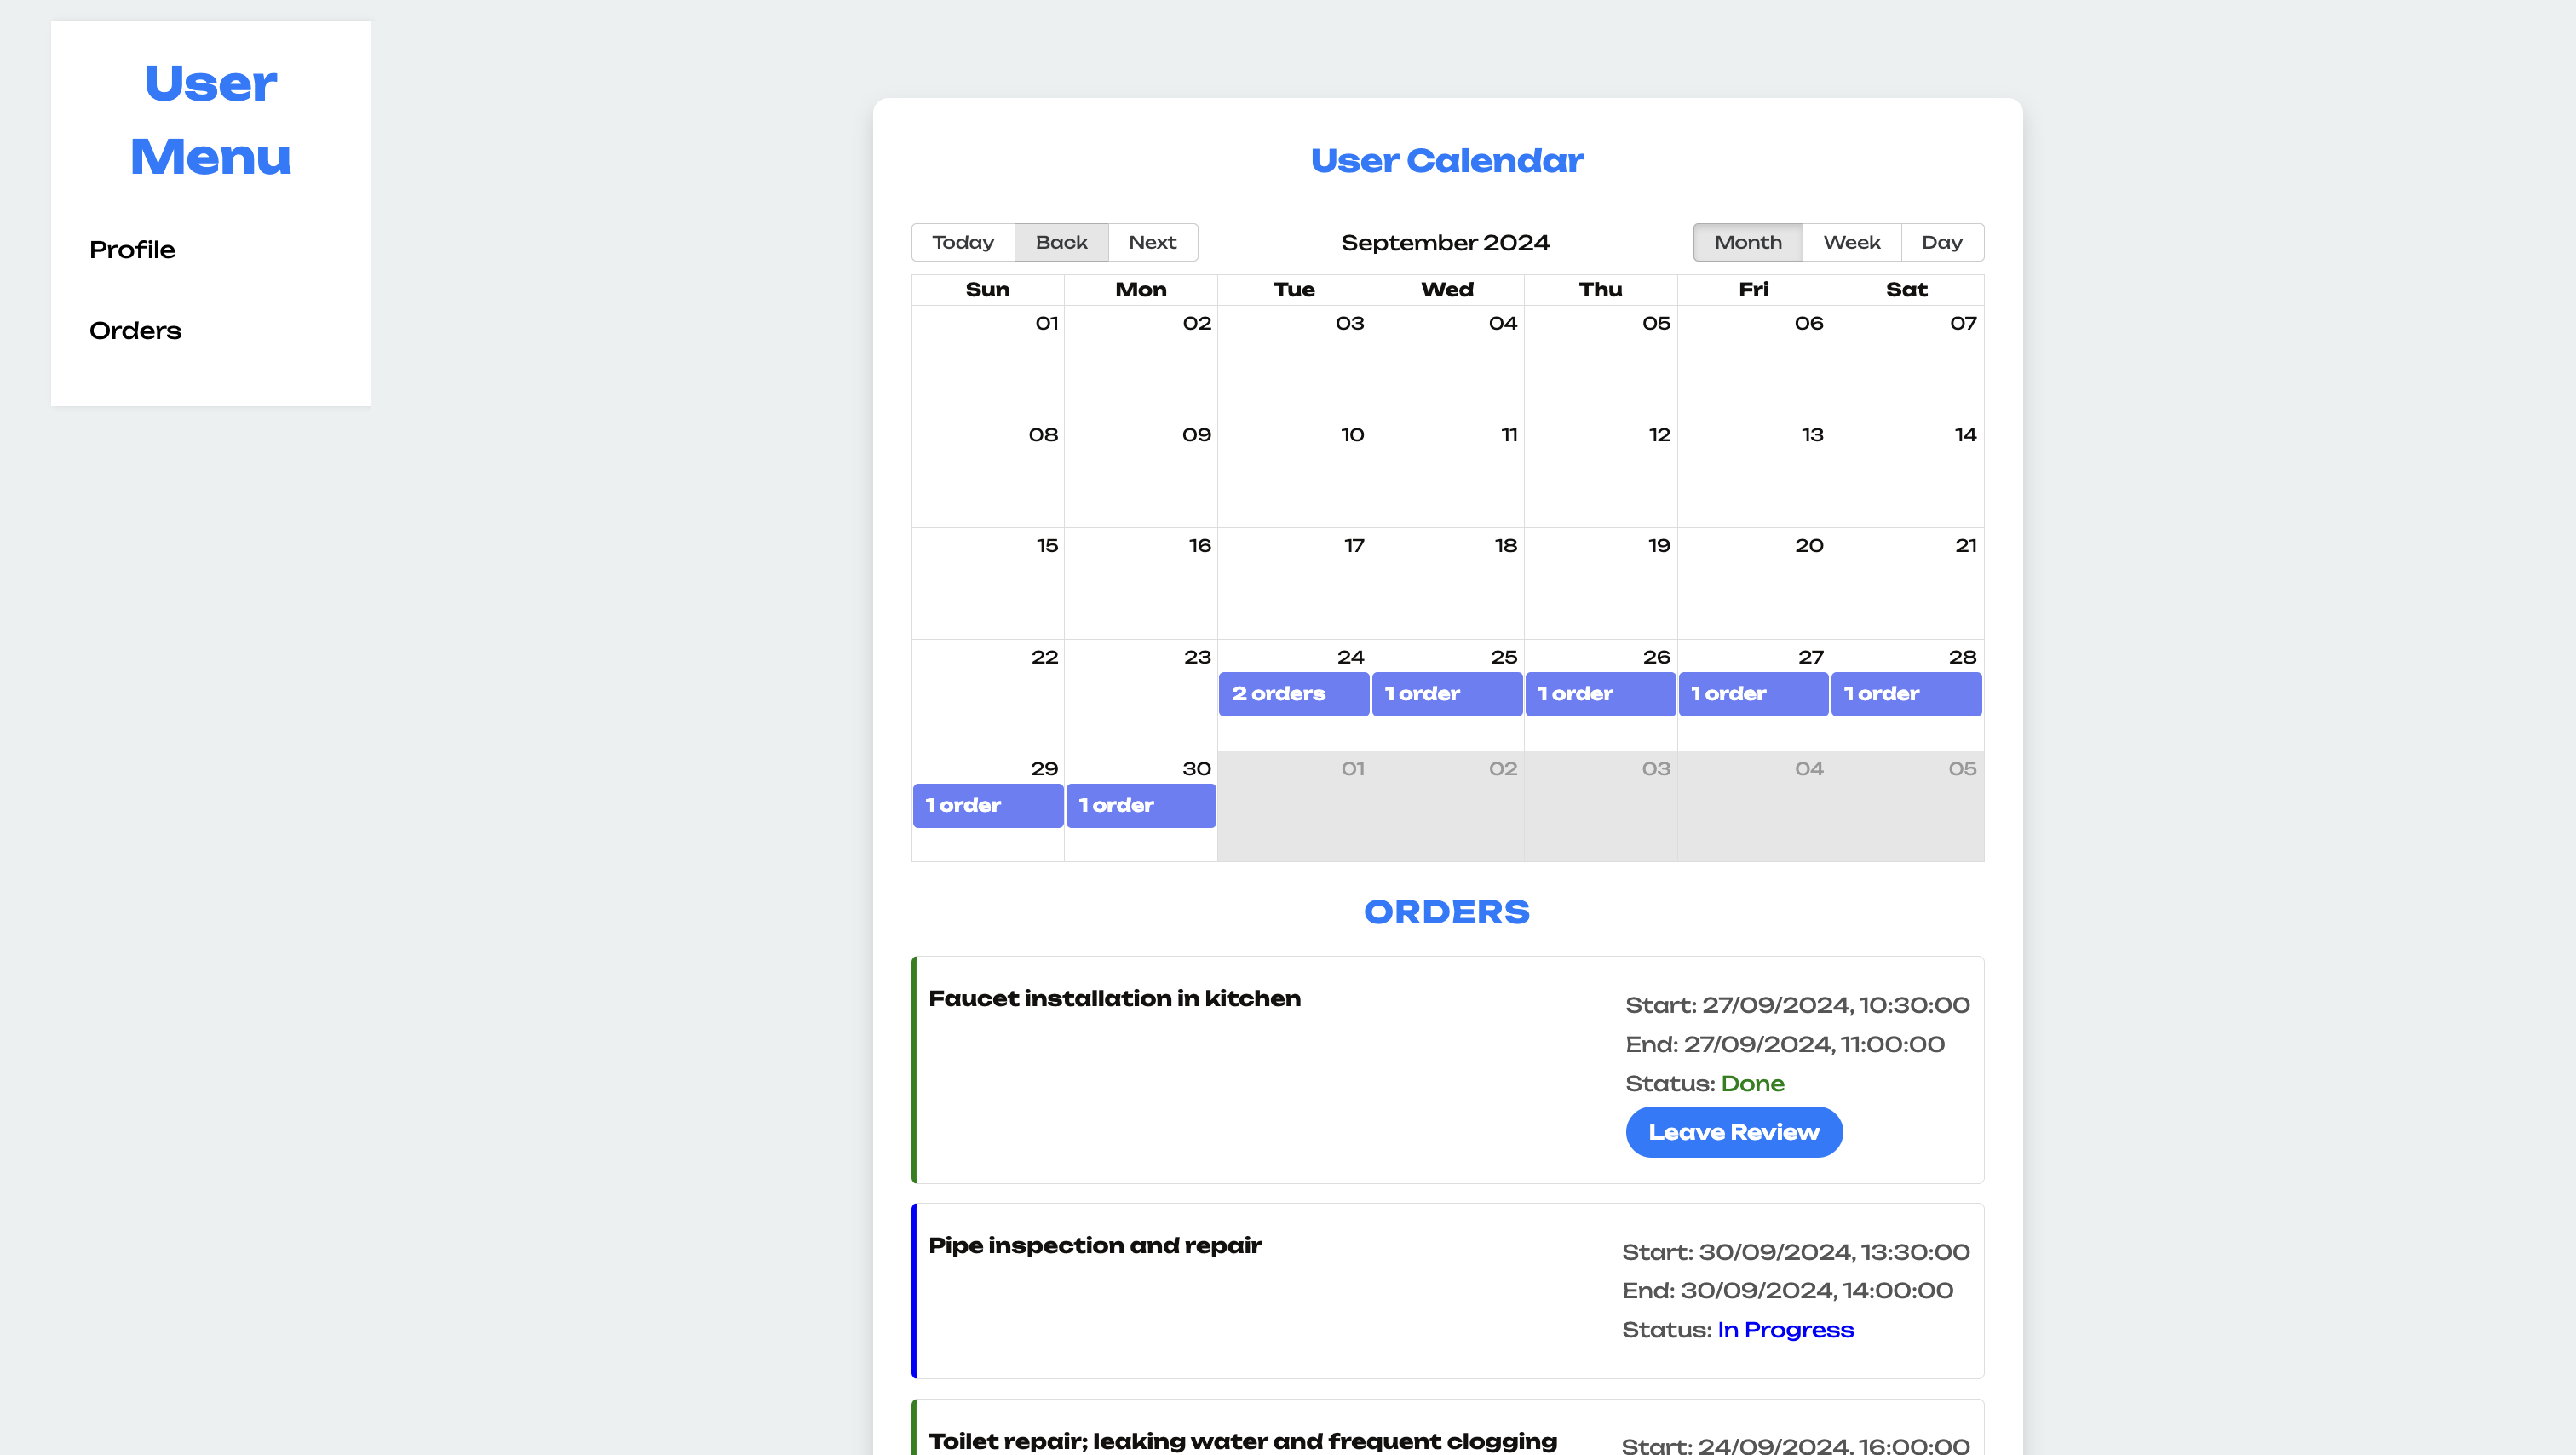 User
Menu
Profile
Orders
User Calendar
Today Back Next September 2024 Month Week Day
Sun Mon Tue Wed Thu Fri Sat
01 02 03 04 05 06 07
08 09 10 11 12 13 14
15 16 17 18 19 20 21
22 23 24 25 26 27 28
2 orders 1 order 1 order 1 order 1 order
29 30 01 02 03 04 05
1 order 1 order
ORDERS
Faucet installation in kitchen
Start: 27/09/2024, 10:30:00
End: 27/09/2024, 11:00:00
Status: Done
Leave Review
Pipe inspection and repair
Start: 30/09/2024, 13:30:00
End: 30/09/2024, 14:00:00
Status: In Progress
Toilet repair; leaking water and frequent clogging
Start: 24/09/2024, 16:00:00